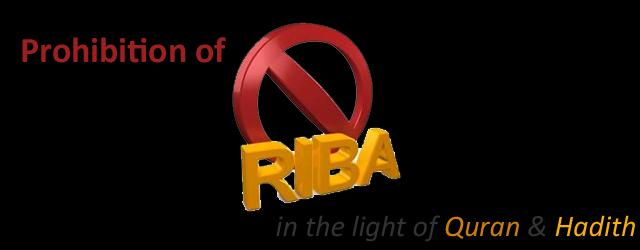 Prohibition of
RIBA
in the light of Quran & Hadith